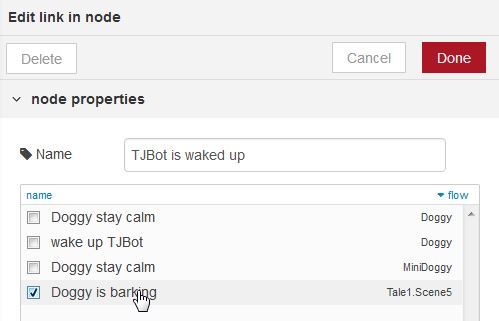 Edit link in node
Delete Cancel Done
node properties
Name TJBot is waked up
name flow
Doggy stay calm Doggy
wake up TJBot Doggy
Doggy stay calm MiniDoggy
Doggy is barking Tale1.Scene5